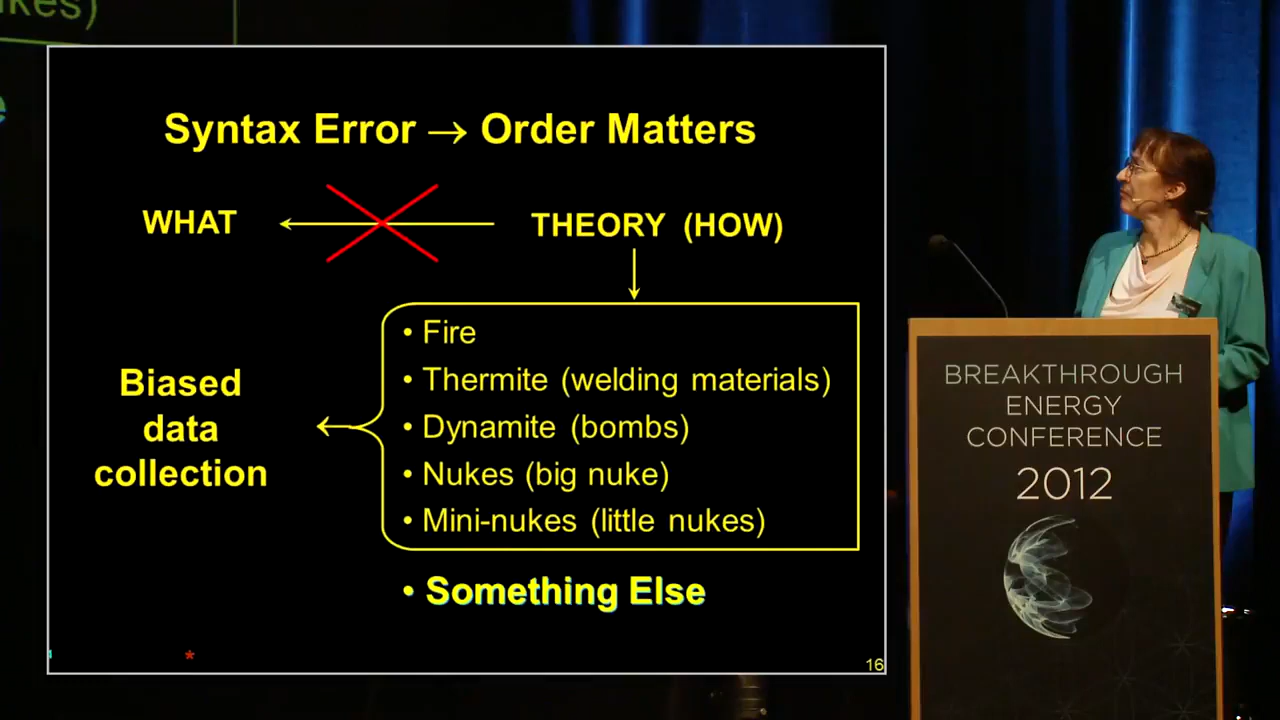 kes)
e
Syntax Error → Order Matters
WHAT ← THEORY (HOW)
• Fire
• Thermite (welding materials)
• Dynamite (bombs)
• Nukes (big nuke)
• Mini-nukes (little nukes)
Biased
data
collection
• Something Else
*
16
BREAKTHROUGH
ENERGY
CONFERENCE
2012